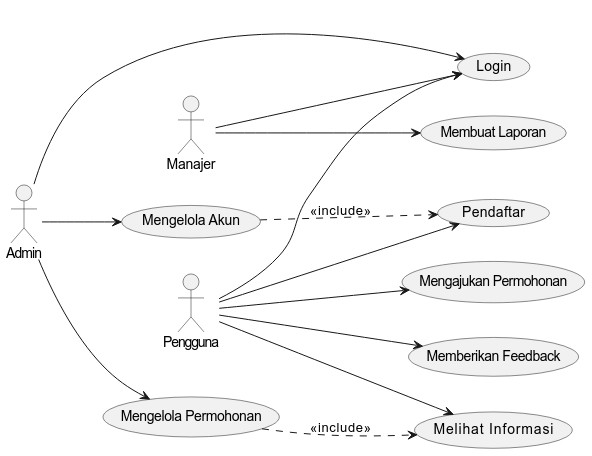 Login
Membuat Laporan
Manajer
Mengelola Akun
«include»
Pendaftar
Admin
Mengajukan Permohonan
Pengguna
Memberikan Feedback
Mengelola Permohonan
«include»
Melihat Informasi